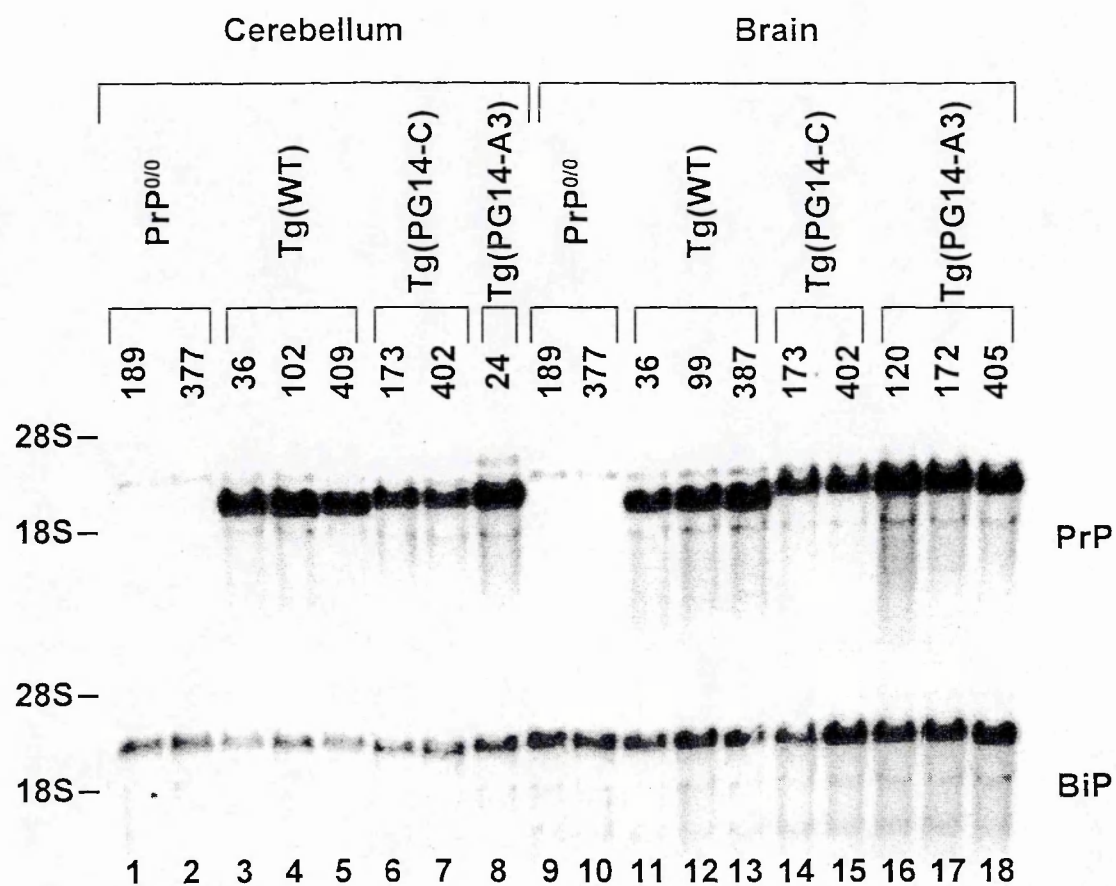 Cerebellum Brain
PrP0/0 Tg(WT) Tg(PG14-C) Tg(PG14-A3) PrP0/0 Tg(WT) Tg(PG14-C) Tg(PG14-A3)
189 377 36 102 409 173 402 24 189 377 36 99 387 173 402 120 172 405
28S–
18S–
PrP
28S–
18S–
BiP
1 2 3 4 5 6 7 8 9 10 11 12 13 14 15 16 17 18